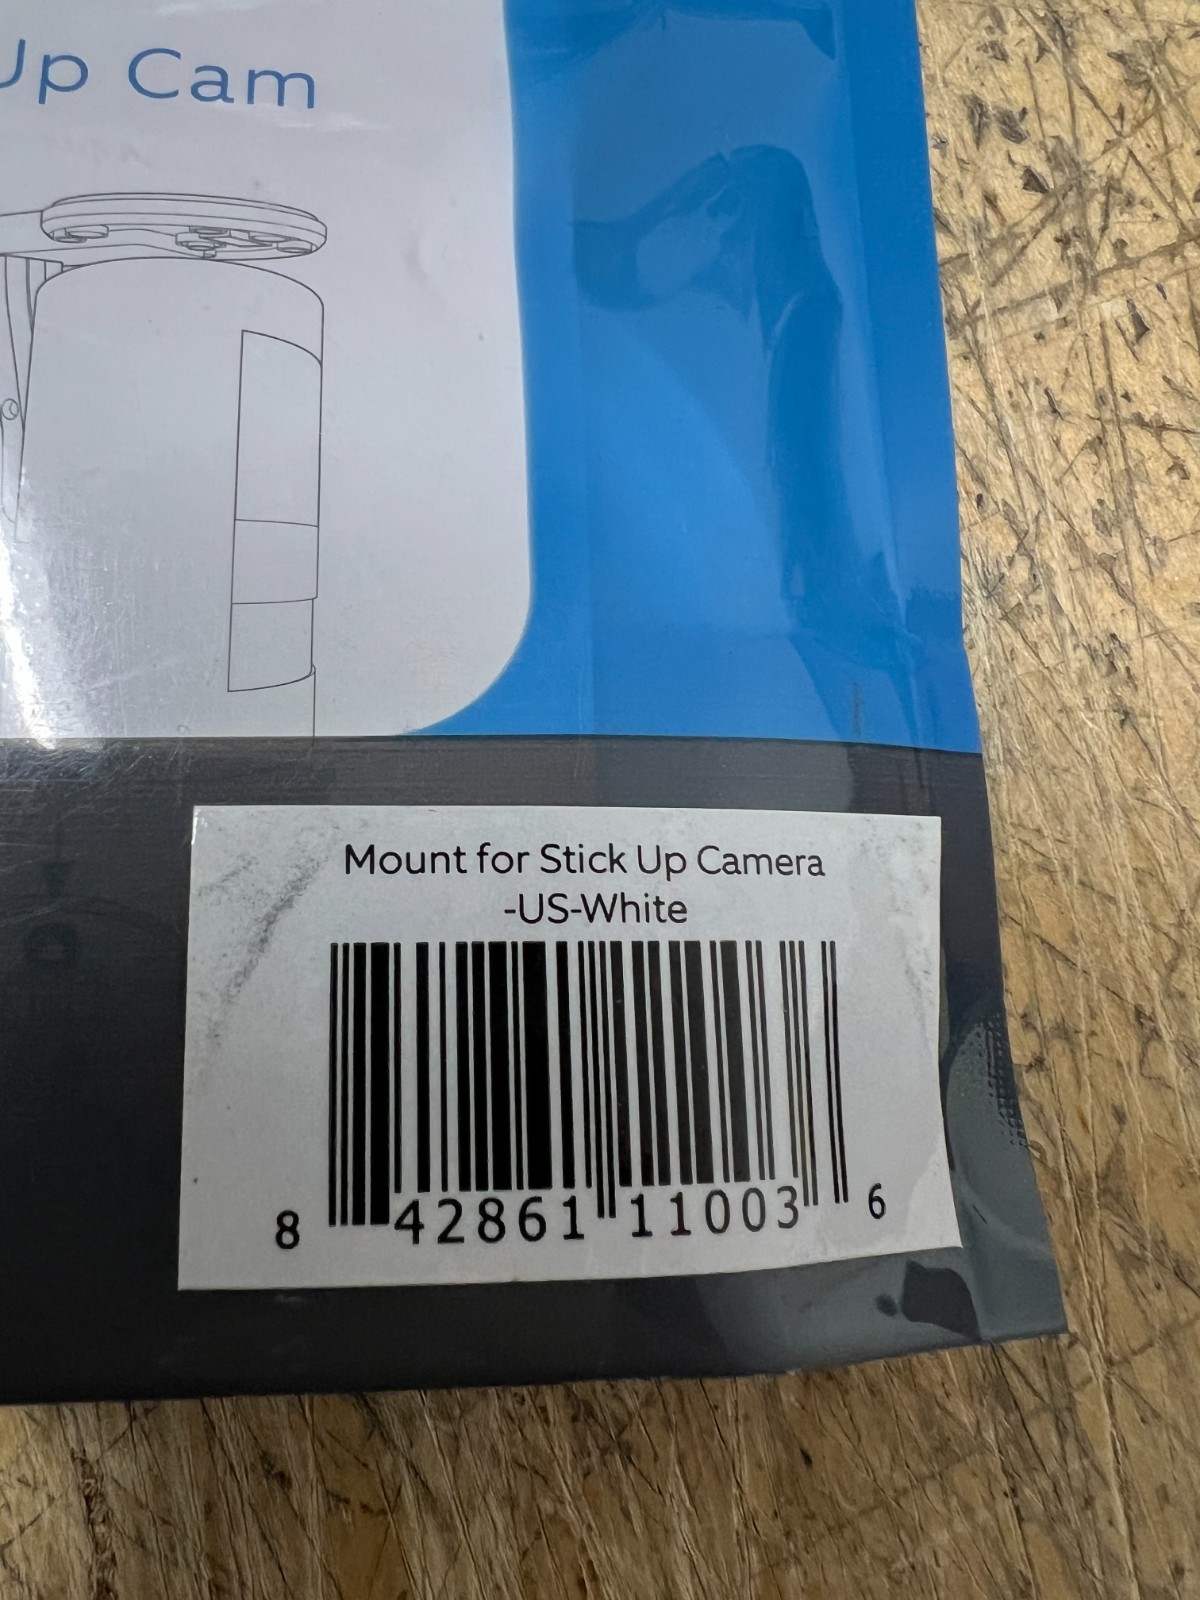 Up Cam
Mount for Stick Up Camera
-US-White
8 42861 11003 6